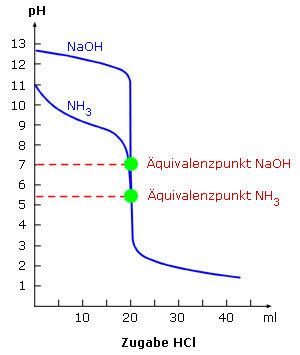 pH
13
NaOH
12
11
10
NH3
9
8
7
Äquivalenzpunkt NaOH
6
Äquivalenzpunkt NH3
5
4
3
2
1
10 20 30 40 ml
Zugabe HCl